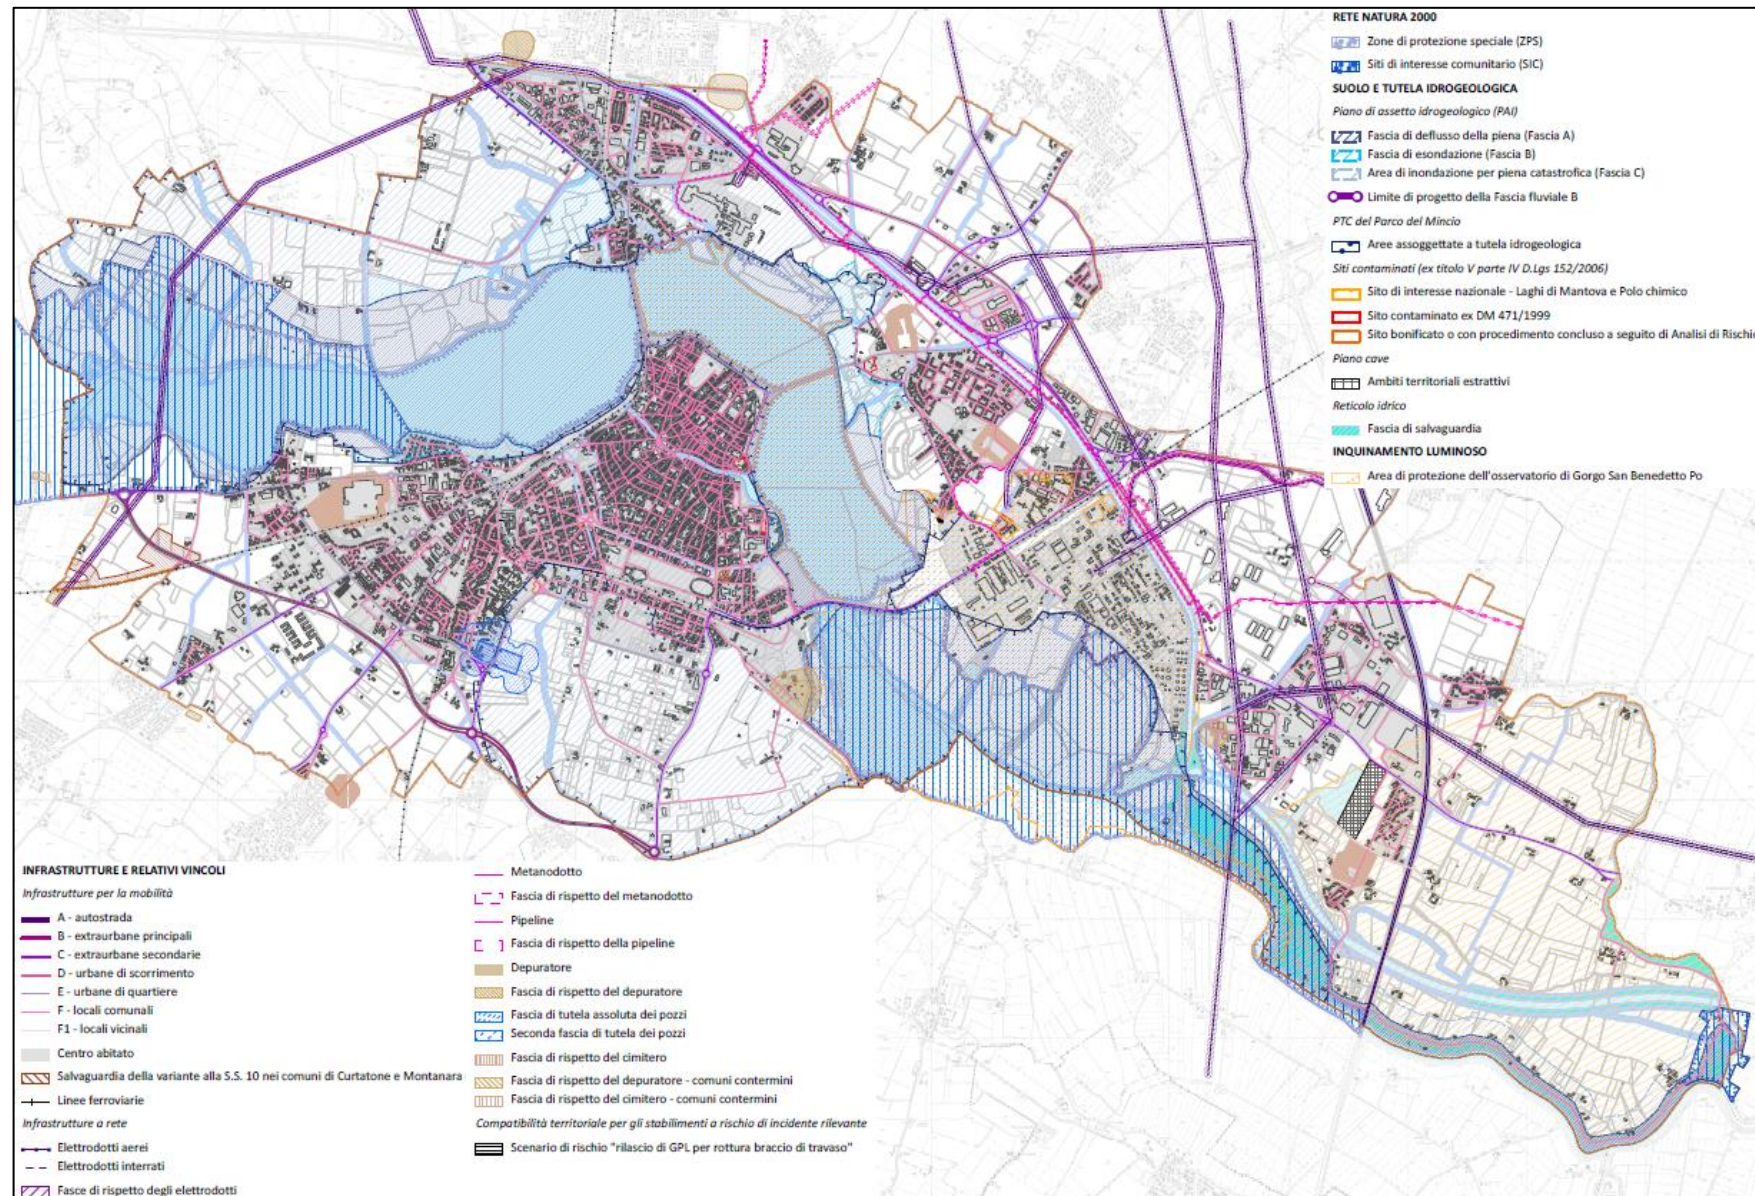 RETE NATURA 2000
Zone di protezione speciale (ZPS)
Siti di interesse comunitario (SIC)
SUOLO E TUTELA IDROGEOLOGICA
Piano di assetto idrogeologico (PAI)
Fascia di deflusso della piena (Fascia A)
Fascia di esondazione (Fascia B)
Area di inondazione per piena catastrofica (Fascia C)
Limite di progetto della Fascia fluviale B
PTC del Parco del Mincio
Aree assoggettate a tutela idrogeologica
Siti contaminati (ex titolo V parte IV D.Lgs 152/2006)
Sito di interesse nazionale - Laghi di Mantova e Polo chimico
Sito contaminato ex DM 471/1999
Sito bonificato o con procedimento concluso a seguito di Analisi di Rischi
Piano cave
Ambiti territoriali estrattivi
Reticolo idrico
Fascia di salvaguardia
INQUINAMENTO LUMINOSO
Area di protezione dell'osservatorio di Gorgo San Benedetto Po
INFRASTRUTTURE E RELATIVI VINCOLI
Infrastrutture per la mobilità
A - autostrada
B - extraurbane principali
C - extraurbane secondarie
D - urbane di scorrimento
E - urbane di quartiere
F - locali comunali
F1 - locali vicinali
Centro abitato
Salvaguardia della variante alla S.S. 10 nei comuni di Curtatone e Montanara
Linee ferroviarie
Infrastrutture a rete
Elettrodotti aerei
Elettrodotti interrati
Fasce di rispetto degli elettrodotti
Metanodotto
Fascia di rispetto del metanodotto
Pipeline
Fascia di rispetto della pipeline
Depuratore
Fascia di rispetto del depuratore
Fascia di tutela assoluta dei pozzi
Seconda fascia di tutela dei pozzi
Fascia di rispetto del cimitero
Fascia di rispetto del depuratore - comuni contermini
Fascia di rispetto del cimitero - comuni contermini
Compatibilità territoriale per gli stabilimenti a rischio di incidente rilevante
Scenario di rischio "rilascio di GPL per rottura braccio di travaso"